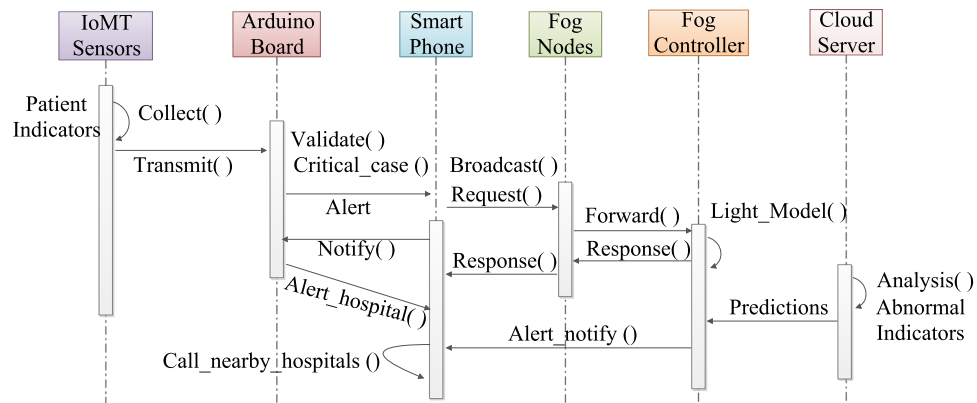 IoMT
Sensors
Arduino
Board
Smart
Phone
Fog
Nodes
Fog
Controller
Cloud
Server
Patient
Indicators
Collect( )
Transmit( )
Validate( )
Critical_case ()
Alert
Broadcast( )
Request( )
Forward( )
Light_Model( )
Notify( )
Response( )
Response( )
Alert_hospital( )
Analysis( )
Abnormal
Indicators
Predictions
Alert_notify ()
Call_nearby_hospitals ()